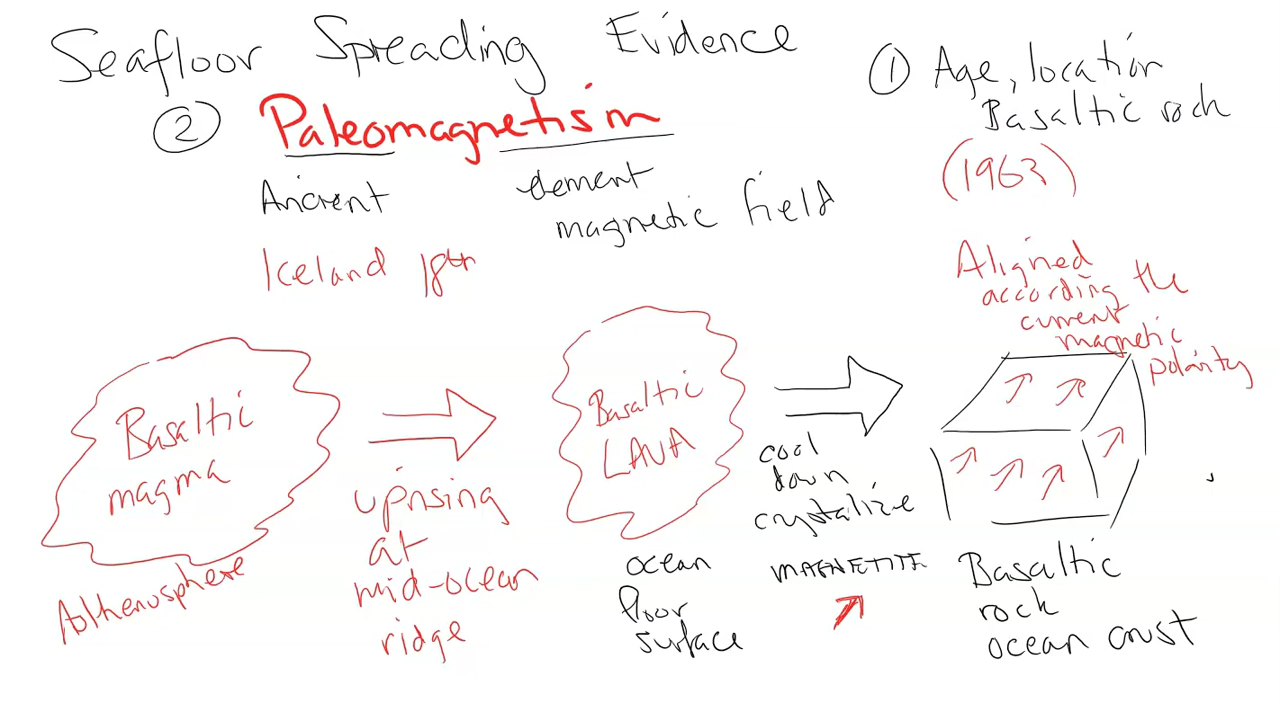 Seafloor Spreading Evidence
② Paleomagnetism
Ancient
element
magnetic field
Iceland 18th
① Age, location
Basaltic rock
(1963)
Aligned
according the
current
magnetic
polarity
Basaltic
magma
Asthenosphere
uprising
at
mid-ocean
ridge
Basaltic
LAVA
ocean
floor
surface
cool
down
crystalize
MAGNETITE
Basaltic
rock
ocean crust